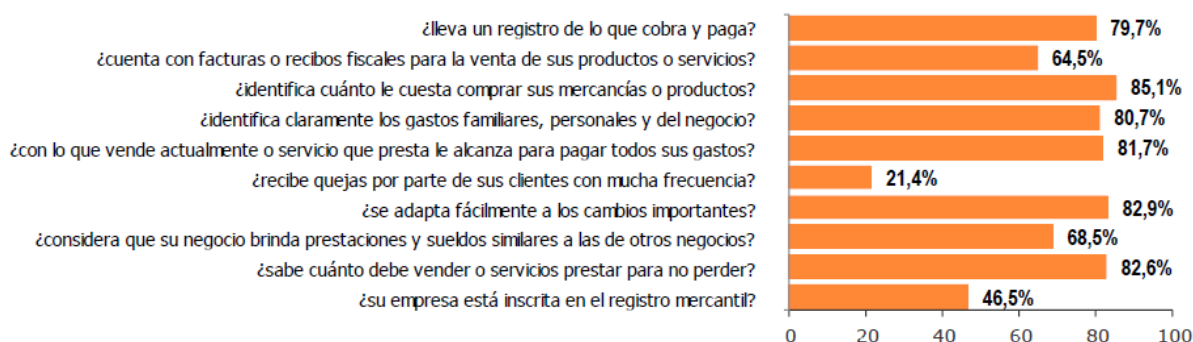 ¿lleva un registro de lo que cobra y paga? 79,7%
¿cuenta con facturas o recibos fiscales para la venta de sus productos o servicios? 64,5%
¿identifica cuánto le cuesta comprar sus mercancías o productos? 85,1%
¿identifica claramente los gastos familiares, personales y del negocio? 80,7%
¿con lo que vende actualmente o servicio que presta le alcanza para pagar todos sus gastos? 81,7%
¿recibe quejas por parte de sus clientes con mucha frecuencia? 21,4%
¿se adapta fácilmente a los cambios importantes? 82,9%
¿considera que su negocio brinda prestaciones y sueldos similares a las de otros negocios? 68,5%
¿sabe cuánto debe vender o servicios prestar para no perder? 82,6%
¿su empresa está inscrita en el registro mercantil? 46,5%
0 20 40 60 80 100